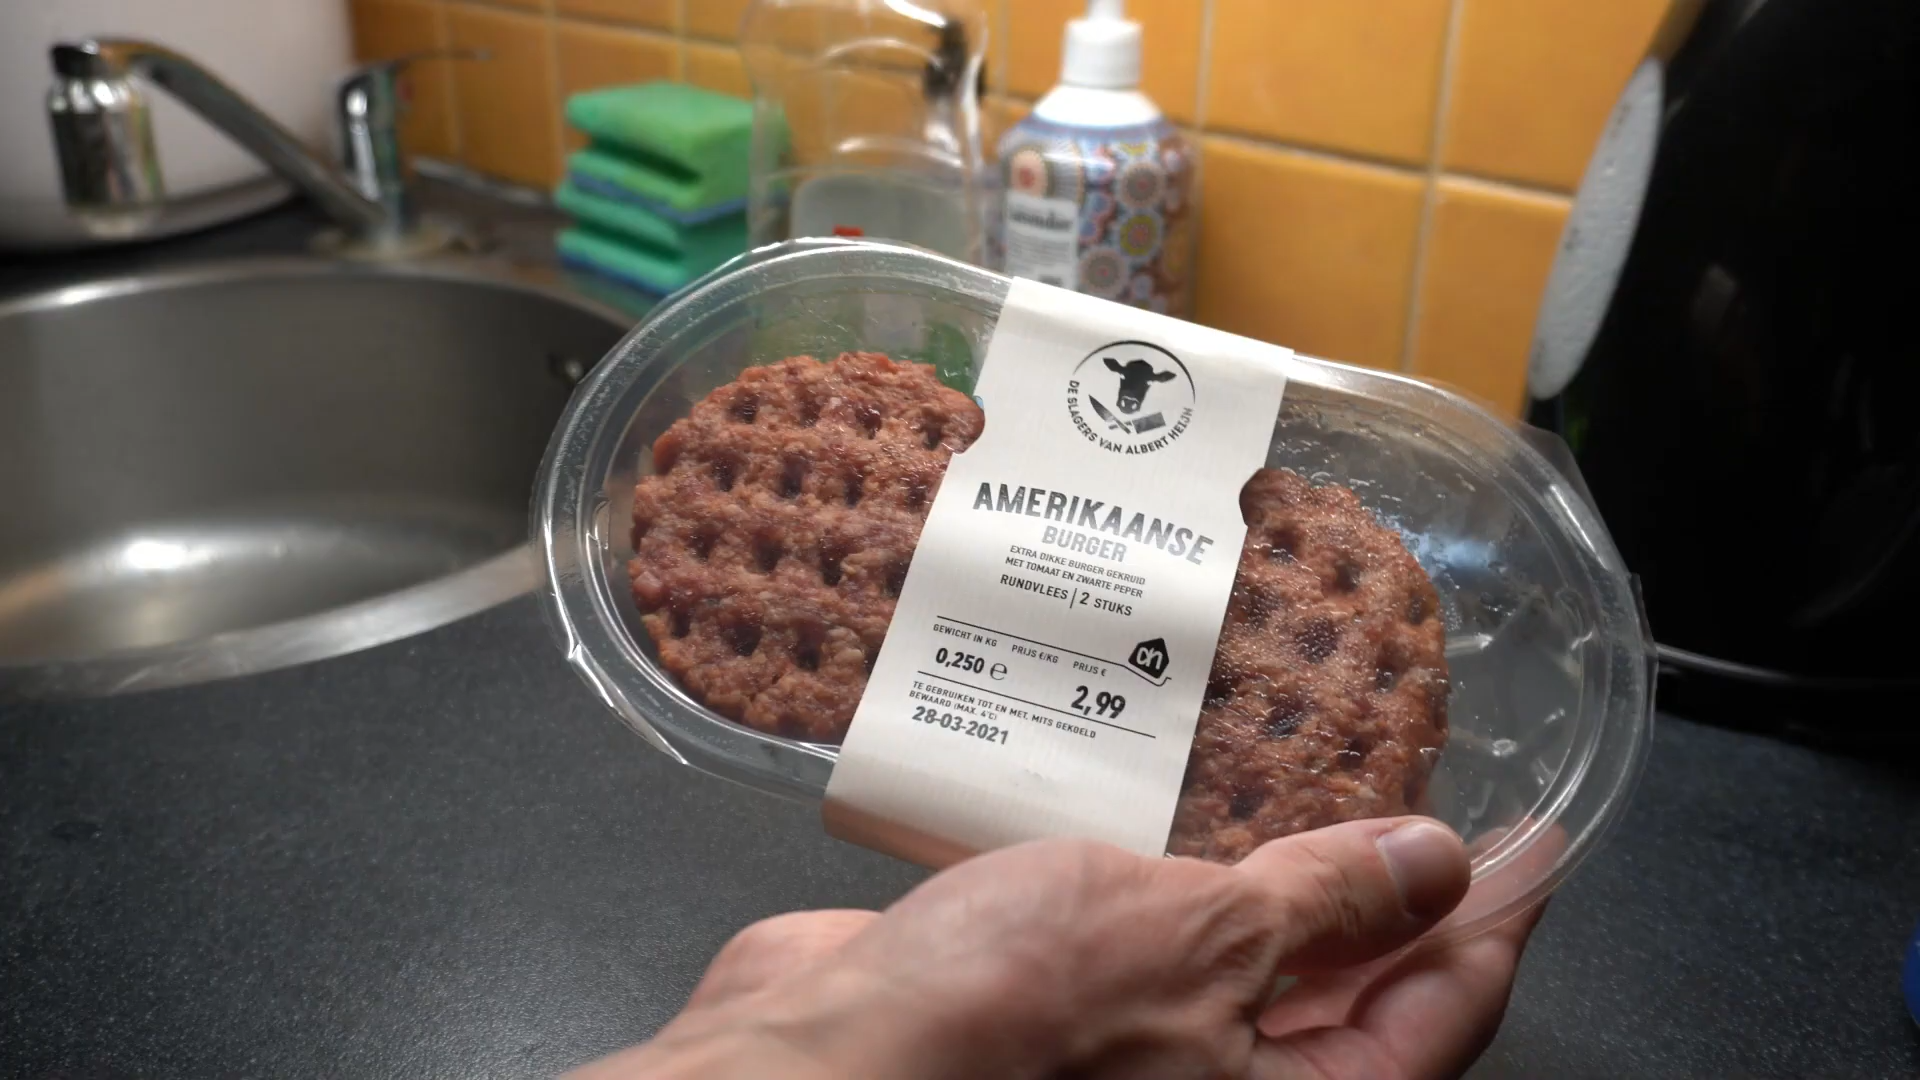 DE SLAGERS VAN ALBERT HEIJN
AMERIKAANSE
BURGER
EXTRA DIKKE BURGER GEKRUID
MET TOMAAT EN ZWARTE PEPER
RUNDVLEES | 2 STUKS
GEWICHT IN KG PRIJS €/KG PRIJS €
ah
0,250 ℮ 2,99
TE GEBRUIKEN TOT EN MET, MITS GEKOELD
BEWAARD (MAX. 4°C)
28-03-2021